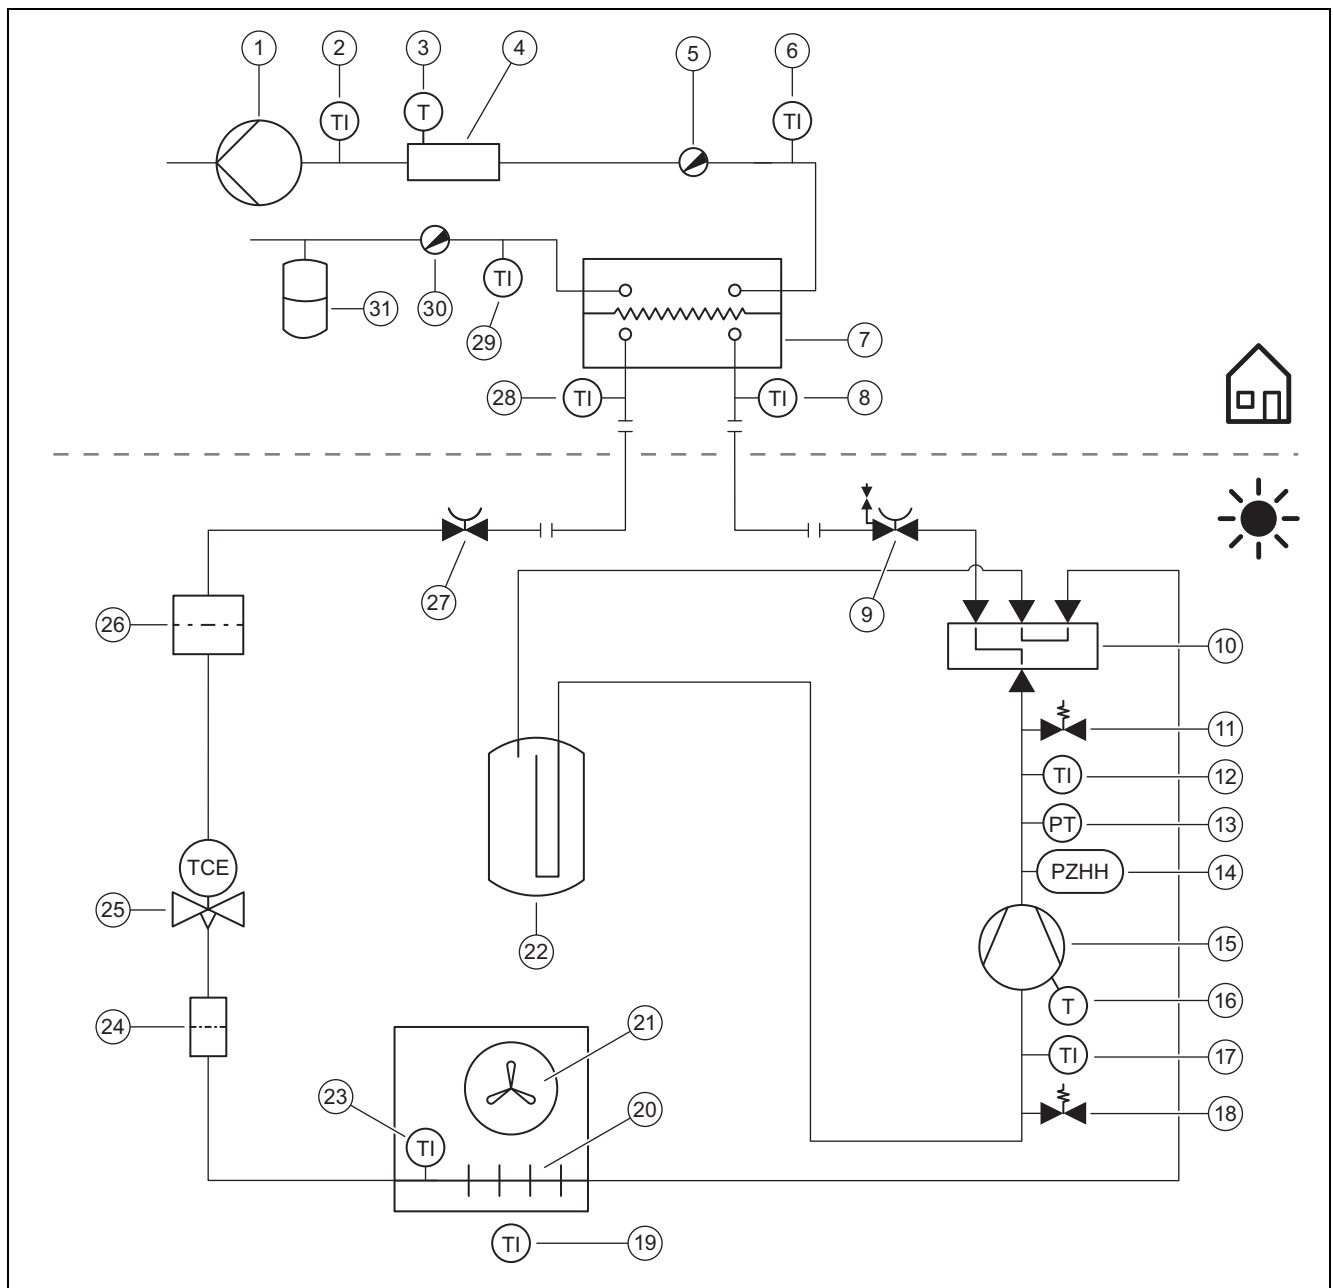 1 2 3 4 5 6
TI T TI
TI
31 30 29 7
28 TI TI 8
27 9
26 10
11
TI 12
PT 13
TCE PZHH 14
25 22 15
T 16
24 21 TI 17
23 20 18
TI
TI 19